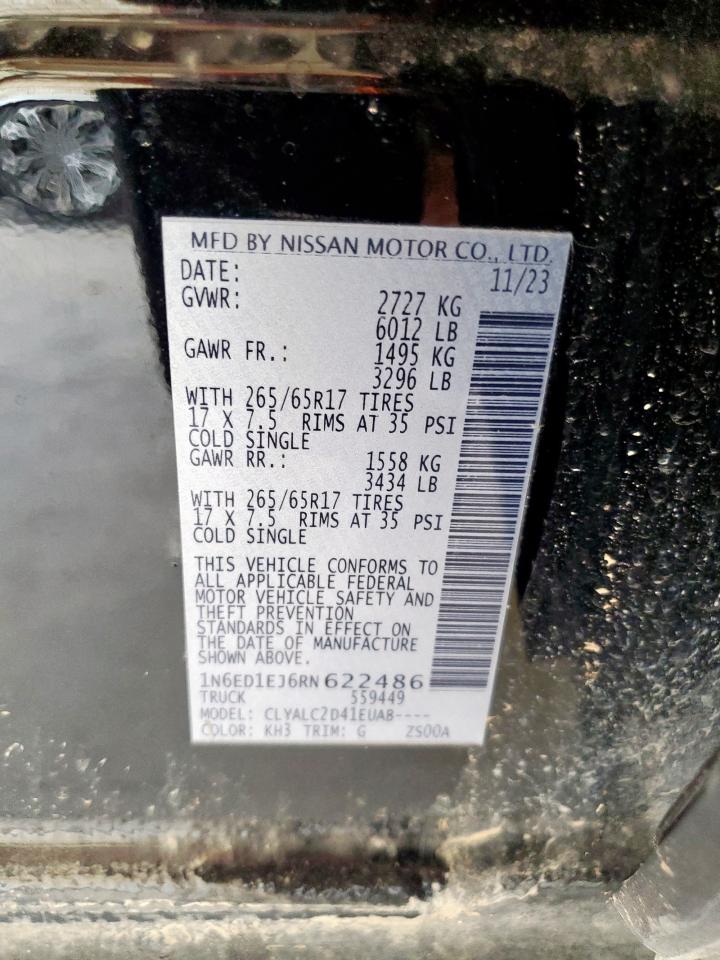 MFD BY NISSAN MOTOR CO., LTD.
DATE: 11/23
GVWR: 2727 KG
6012 LB
GAWR FR.: 1495 KG
3296 LB
WITH 265/65R17 TIRES
17 X 7.5 RIMS AT 35 PSI
COLD SINGLE
GAWR RR.: 1558 KG
3434 LB
WITH 265/65R17 TIRES
17 X 7.5 RIMS AT 35 PSI
COLD SINGLE
THIS VEHICLE CONFORMS TO
ALL APPLICABLE FEDERAL
MOTOR VEHICLE SAFETY AND
THEFT PREVENTION
STANDARDS IN EFFECT ON
THE DATE OF MANUFACTURE
SHOWN ABOVE.
1N6ED1EJ6RN622486
TRUCK 559449
MODEL: CLYALC2D41EUAB----
COLOR: KH3 TRIM: G ZS00A